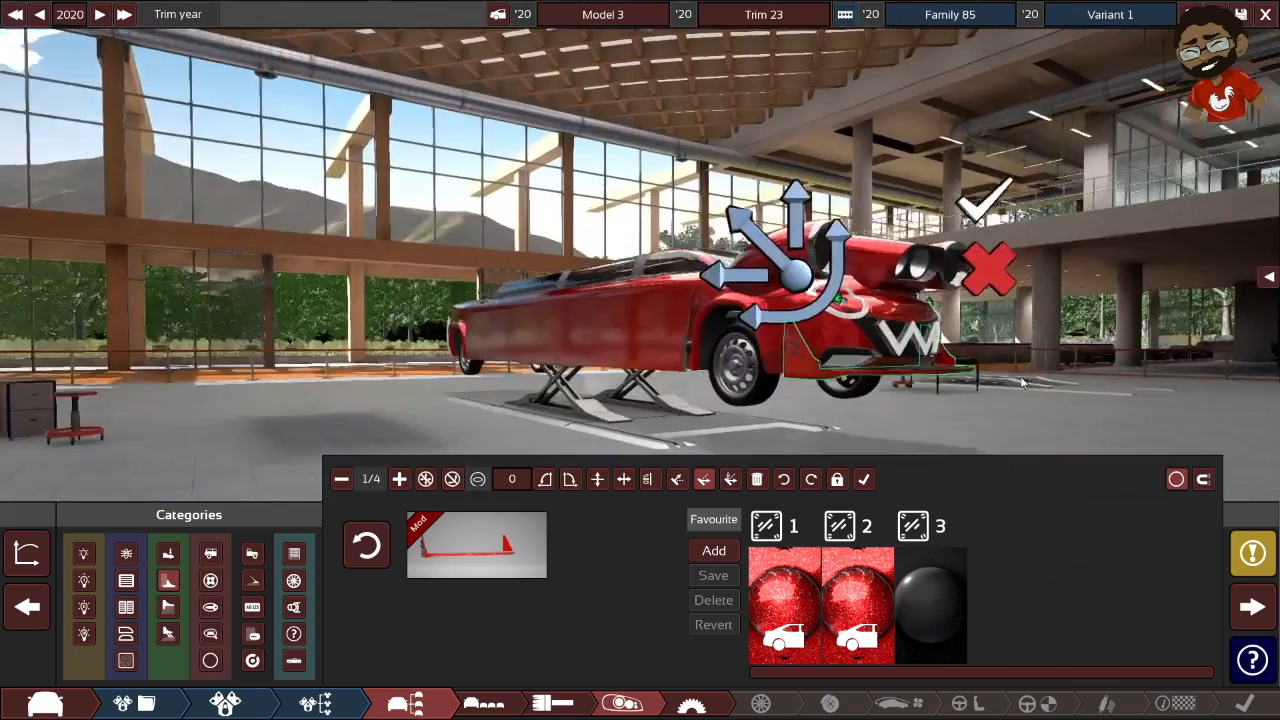 2020 Trim year '20 Model 3 '20 Trim 23 '20 Family 85 '20 Variant 1
W
1/4 0
Categories
Mod
Favourite 1 2 3
Add
Save
Delete
Revert
?
?